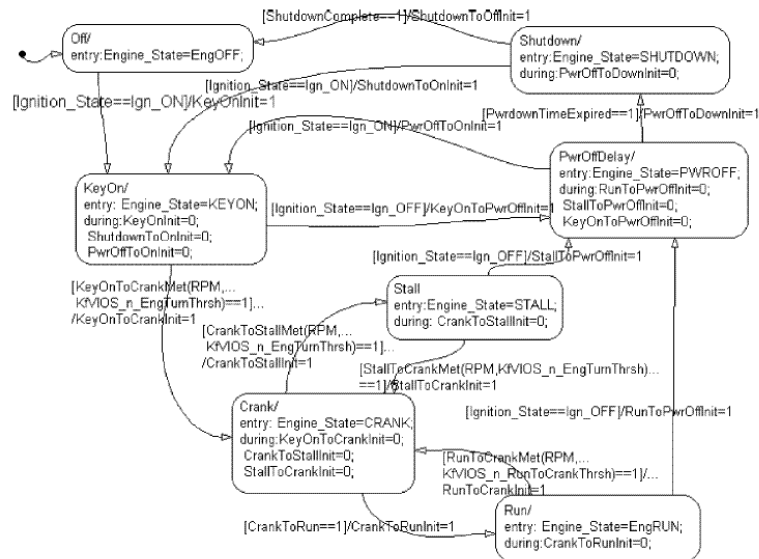 [ShutdownComplete==1]/ShutdownToOffInit=1
Off/
entry:Engine_State=EngOFF;
Shutdown/
entry:Engine_State=SHUTDOWN;
during:PwrOffToDownInit=0;
[Ignition_State==Ign_ON]/ShutdownToOnInit=1
[Ignition_State==Ign_ON]/KeyOnInit=1
[PwrdownTimeExpired==1]/PwrOffToDownInit=1
[Ignition_State==Ign_ON]/PwrOffToOnInit=1
PwrOffDelay/
entry:Engine_State=PWROFF;
during:RunToPwrOffInit=0;
StallToPwrOffInit=0;
KeyOnToPwrOffInit=0;
KeyOn/
entry: Engine_State=KEYON;
during:KeyOnInit=0;
ShutdownToOnInit=0;
PwrOffToOnInit=0;
[Ignition_State==Ign_OFF]/KeyOnToPwrOffInit=1
[Ignition_State==Ign_OFF]/StallToPwrOffInit=1
[KeyOnToCrankMet(RPM,...
KfVIOS_n_EngTurnThrsh)==1]...
/KeyOnToCrankInit=1
Stall
entry:Engine_State=STALL;
during: CrankToStallInit=0;
[CrankToStallMet(RPM,...
KfVIOS_n_EngTurnThrsh)==1]...
/CrankToStallInit=1
[StallToCrankMet(RPM,KfVIOS_n_EngTurnThrsh)...
==1]/StallToCrankInit=1
Crank/
entry: Engine_State=CRANK;
during:KeyOnToCrankInit=0;
CrankToStallInit=0;
StallToCrankInit=0;
[Ignition_State==Ign_OFF]/RunToPwrOffInit=1
[RunToCrankMet(RPM,...
KfVIOS_n_RunToCrankThrsh)==1]/...
RunToCrankInit=1
[CrankToRun==1]/CrankToRunInit=1
Run/
entry: Engine_State=EngRUN;
during:CrankToRunInit=0;